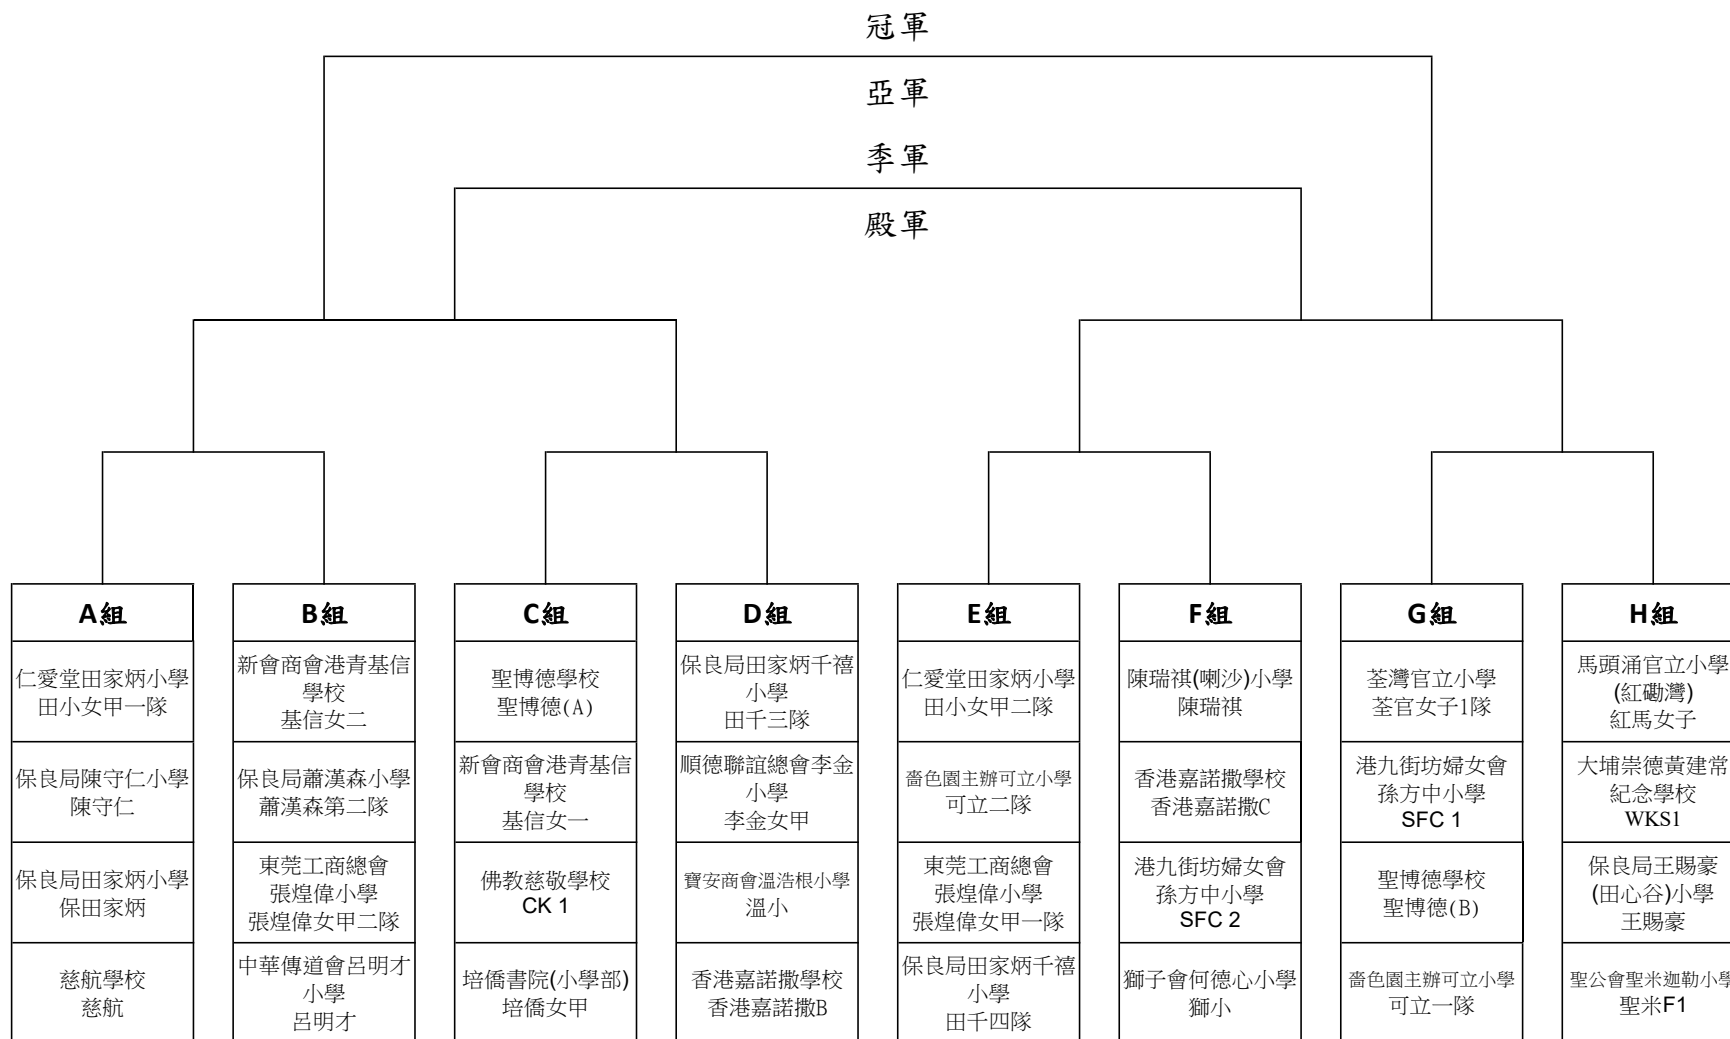 冠軍
亞軍
季軍
殿軍
A組
B組
C組
D組
E組
F組
G組
H組
仁愛堂田家炳小學
田小女甲一隊
新會商會港青基信
學校
基信女二
聖博德學校
聖博德(A)
保良局田家炳千禧
小學
田千三隊
仁愛堂田家炳小學
田小女甲二隊
陳瑞祺(喇沙)小學
陳瑞祺
荃灣官立小學
荃官女子1隊
馬頭涌官立小學
(紅磡灣)
紅馬女子
保良局陳守仁小學
陳守仁
保良局蕭漢森小學
蕭漢森第二隊
新會商會港青基信
學校
基信女一
順德聯誼總會李金
小學
李金女甲
嗇色園主辦可立小學
可立二隊
香港嘉諾撒學校
香港嘉諾撒C
港九街坊婦女會
孫方中小學
SFC 1
大埔崇德黃建常
紀念學校
WKS1
保良局田家炳小學
保田家炳
東莞工商總會
張煌偉小學
張煌偉女甲二隊
佛教慈敬學校
CK 1
寶安商會溫浩根小學
溫小
東莞工商總會
張煌偉小學
張煌偉女甲一隊
港九街坊婦女會
孫方中小學
SFC 2
聖博德學校
聖博德(B)
保良局王賜豪
(田心谷)小學
王賜豪
慈航學校
慈航
中華傳道會呂明才
小學
呂明才
培僑書院(小學部)
培僑女甲
香港嘉諾撒學校
香港嘉諾撒B
保良局田家炳千禧
小學
田千四隊
獅子會何德心小學
獅小
嗇色園主辦可立小學
可立一隊
聖公會聖米迦勒小學
聖米F1